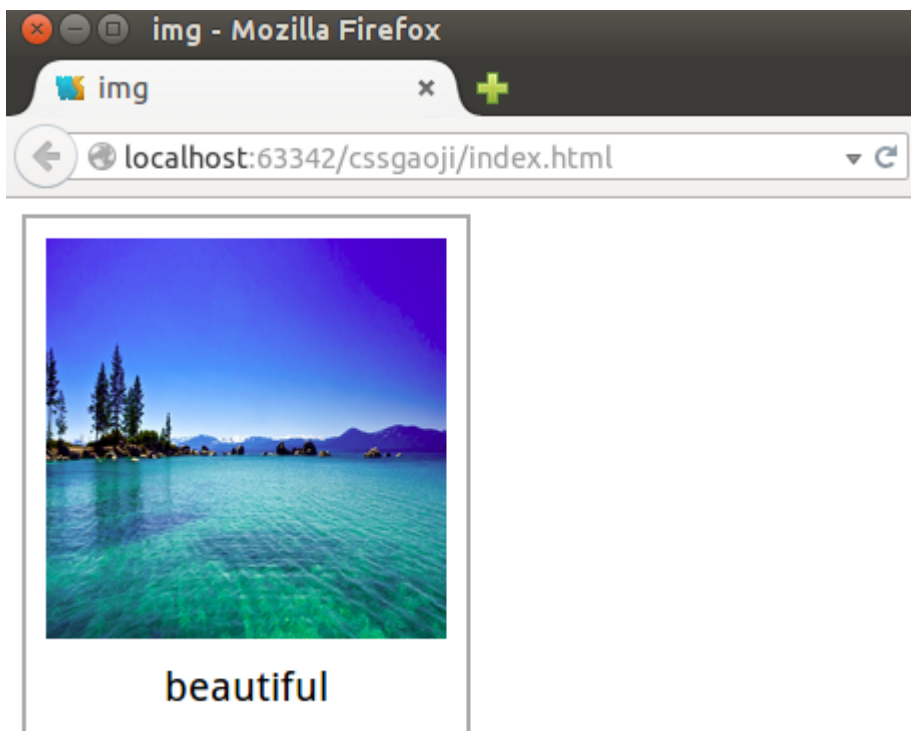 img - Mozilla Firefox
img
localhost:63342/cssgaoji/index.html
beautiful